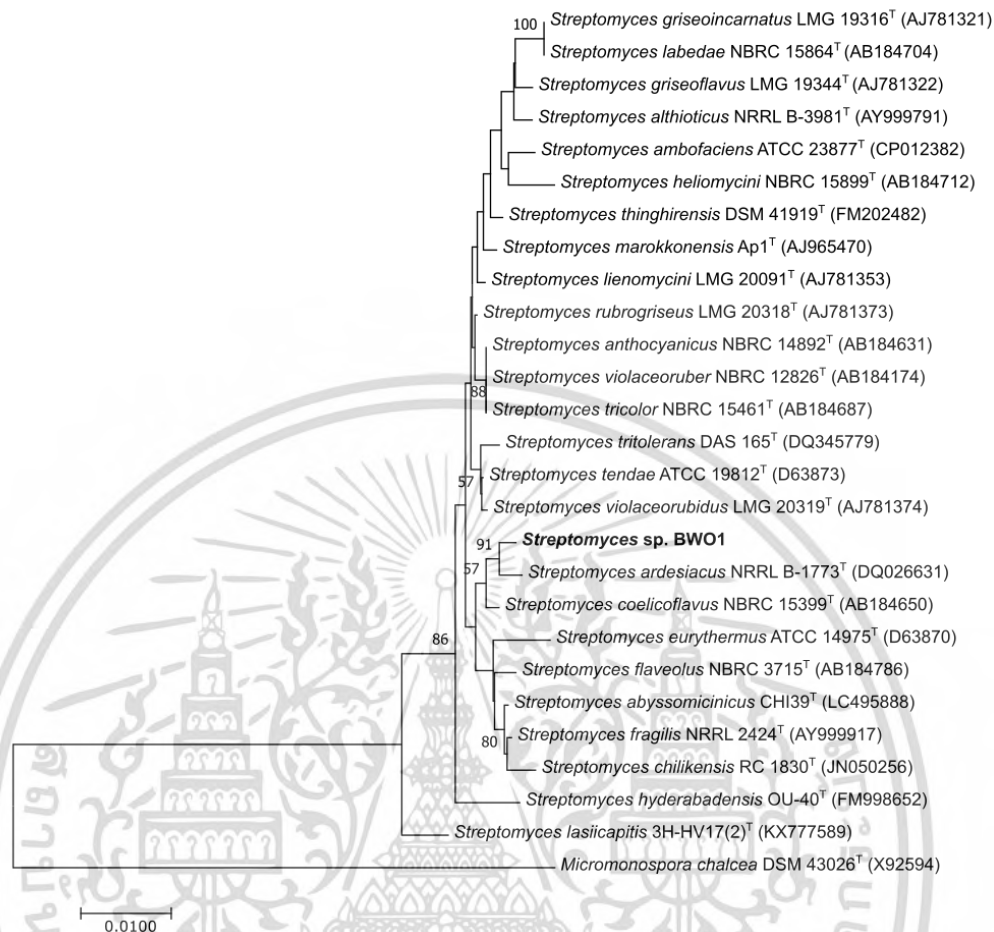 100 Streptomyces griseoincarnatus LMG 19316ᵀ (AJ781321)
Streptomyces labedae NBRC 15864ᵀ (AB184704)
Streptomyces griseoflavus LMG 19344ᵀ (AJ781322)
Streptomyces althioticus NRRL B-3981ᵀ (AY999791)
Streptomyces ambofaciens ATCC 23877ᵀ (CP012382)
Streptomyces heliomycini NBRC 15899ᵀ (AB184712)
Streptomyces thinghirensis DSM 41919ᵀ (FM202482)
Streptomyces marokkonensis Ap1ᵀ (AJ965470)
Streptomyces lienomycini LMG 20091ᵀ (AJ781353)
Streptomyces rubrogriseus LMG 20318ᵀ (AJ781373)
Streptomyces anthocyanicus NBRC 14892ᵀ (AB184631)
Streptomyces violaceoruber NBRC 12826ᵀ (AB184174)
88
Streptomyces tricolor NBRC 15461ᵀ (AB184687)
Streptomyces tritolerans DAS 165ᵀ (DQ345779)
Streptomyces tendae ATCC 19812ᵀ (D63873)
57
Streptomyces violaceorubidus LMG 20319ᵀ (AJ781374)
91 Streptomyces sp. BWO1
57
Streptomyces ardesiacus NRRL B-1773ᵀ (DQ026631)
Streptomyces coelicoflavus NBRC 15399ᵀ (AB184650)
86 Streptomyces eurythermus ATCC 14975ᵀ (D63870)
Streptomyces flaveolus NBRC 3715ᵀ (AB184786)
Streptomyces abyssomicinicus CHI39ᵀ (LC495888)
Streptomyces fragilis NRRL 2424ᵀ (AY999917)
80
Streptomyces chilikensis RC 1830ᵀ (JN050256)
Streptomyces hyderabadensis OU-40ᵀ (FM998652)
Streptomyces lasiicapitis 3H-HV17(2)ᵀ (KX777589)
Micromonospora chalcea DSM 43026ᵀ (X92594)
0.0100